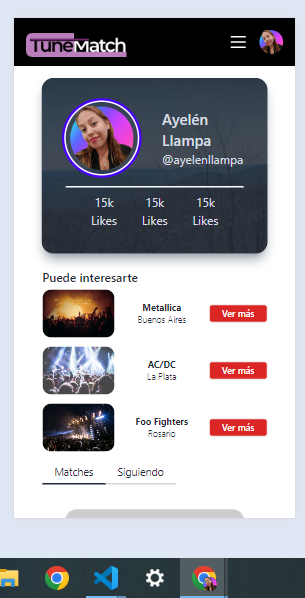 TuneMatch
Ayelén
Llampa
@ayelenllampa
15k 15k 15k
Likes Likes Likes
Puede interesarte
Metallica
Buenos Aires
Ver más
AC/DC
La Plata
Ver más
Foo Fighters
Rosario
Ver más
Matches Siguiendo